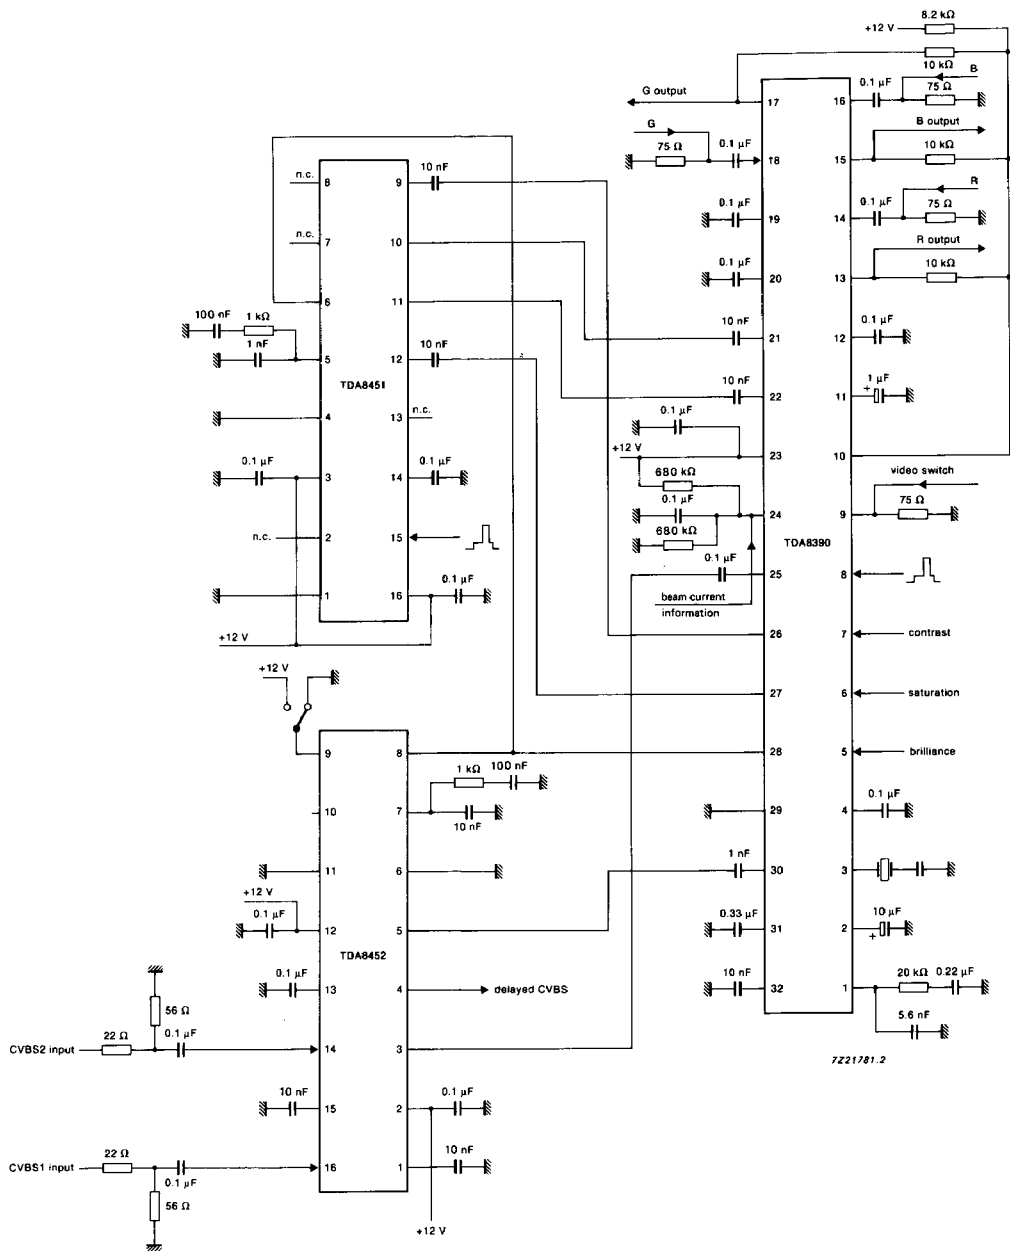 8.2 kΩ
+12 V
10 kΩ
B
0.1 µF
75 Ω
G output
17
16
G
B output
75 Ω
0.1 µF
18
15
10 kΩ
10 nF
n.c.
8
9
R
0.1 µF
0.1 µF
75 Ω
19
14
n.c.
7
10
R output
0.1 µF
10 kΩ
20
13
6
11
100 nF
1 kΩ
10 nF
0.1 µF
1 nF
10 nF
21
12
5
12
TDA8451
10 nF
1 µF
+
22
11
4
13
n.c.
0.1 µF
+12 V
23
10
0.1 µF
0.1 µF
3
14
680 kΩ
video switch
0.1 µF
75 Ω
24
9
n.c.
2
15
680 kΩ
TDA8390
0.1 µF
25
8
0.1 µF
1
16
beam current
information
+12 V
26
7
contrast
+12 V
27
6
saturation
9
8
28
5
brilliance
1 kΩ
100 nF
0.1 µF
10
7
29
4
10 nF
1 nF
11
6
30
3
+12 V
0.1 µF
0.33 µF
10 µF
+
12
5
31
2
TDA8452
0.1 µF
10 nF
20 kΩ
0.22 µF
13
4
delayed CVBS
32
1
56 Ω
5.6 nF
22 Ω
0.1 µF
CVBS2 input
14
3
7Z21781.2
10 nF
0.1 µF
15
2
22 Ω
10 nF
CVBS1 input
16
1
0.1 µF
56 Ω
+12 V